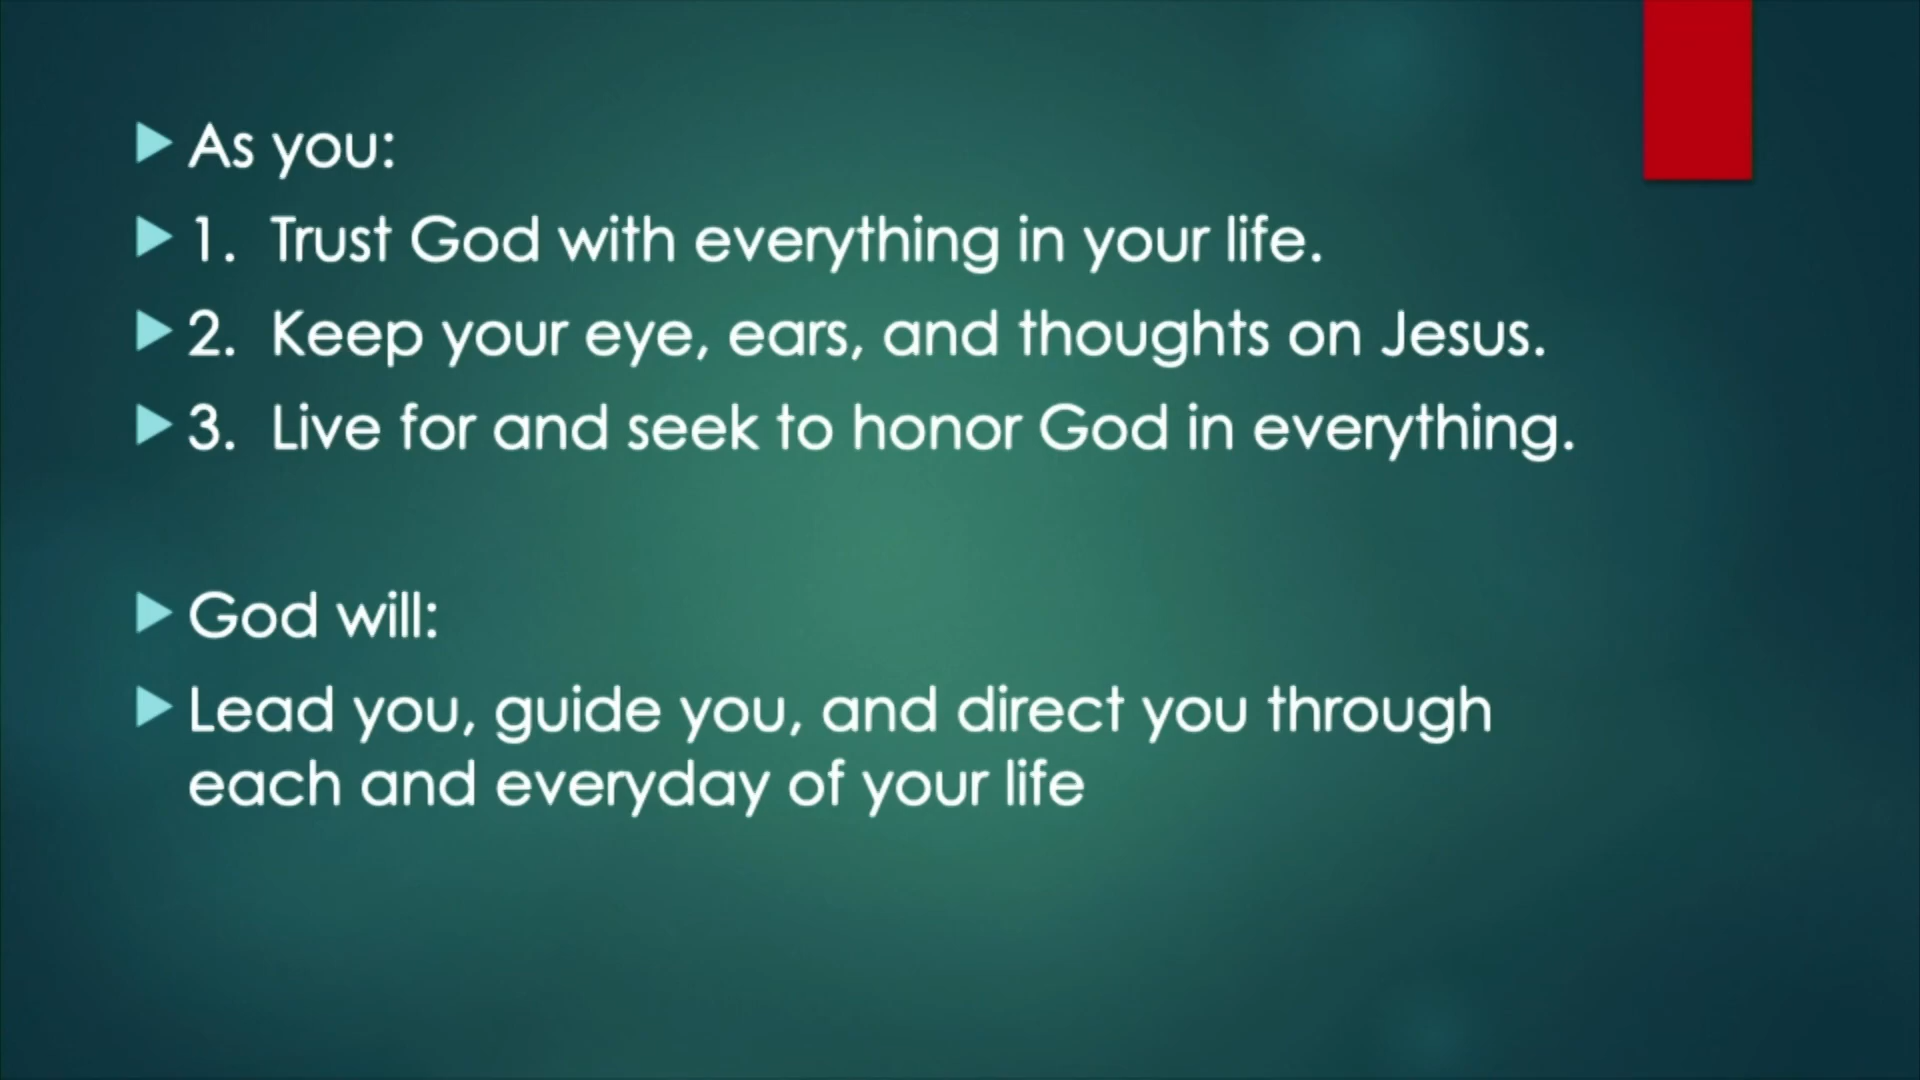 As you:
1. Trust God with everything in your life.
2. Keep your eye, ears, and thoughts on Jesus.
3. Live for and seek to honor God in everything.
God will:
Lead you, guide you, and direct you through
each and everyday of your life